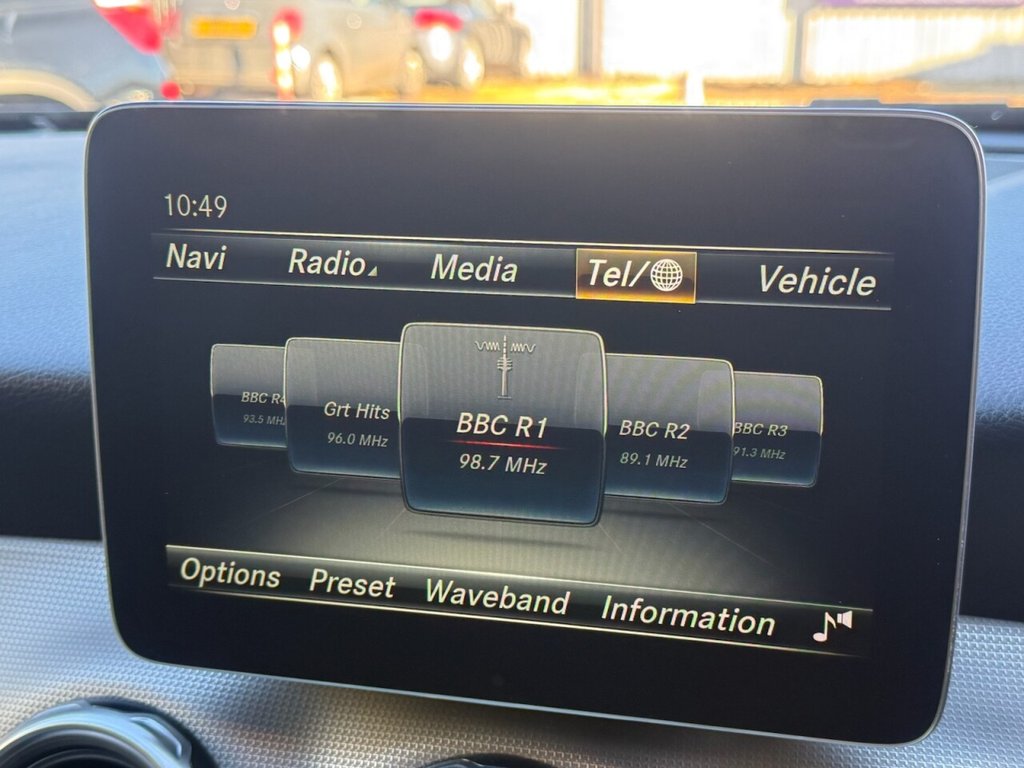 10:49
Navi Radio Media Tel/ Vehicle
BBC R4 Grt Hits BBC R1 BBC R2 BBC R3
93.5 MHz 96.0 MHz 98.7 MHz 89.1 MHz 91.3 MHz
Options Preset Waveband Information